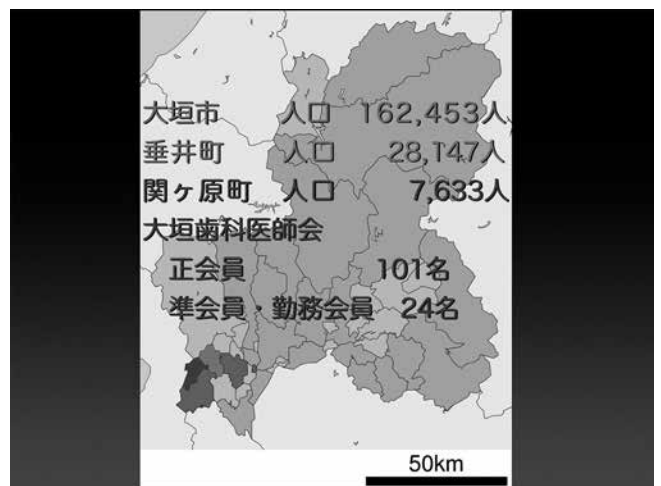 大垣市 人口 162,453人
垂井町 人口 28,147人
関ヶ原町 人口 7,633人
大垣歯科医師会
正会員 101名
準会員・勤務会員 24名
50km